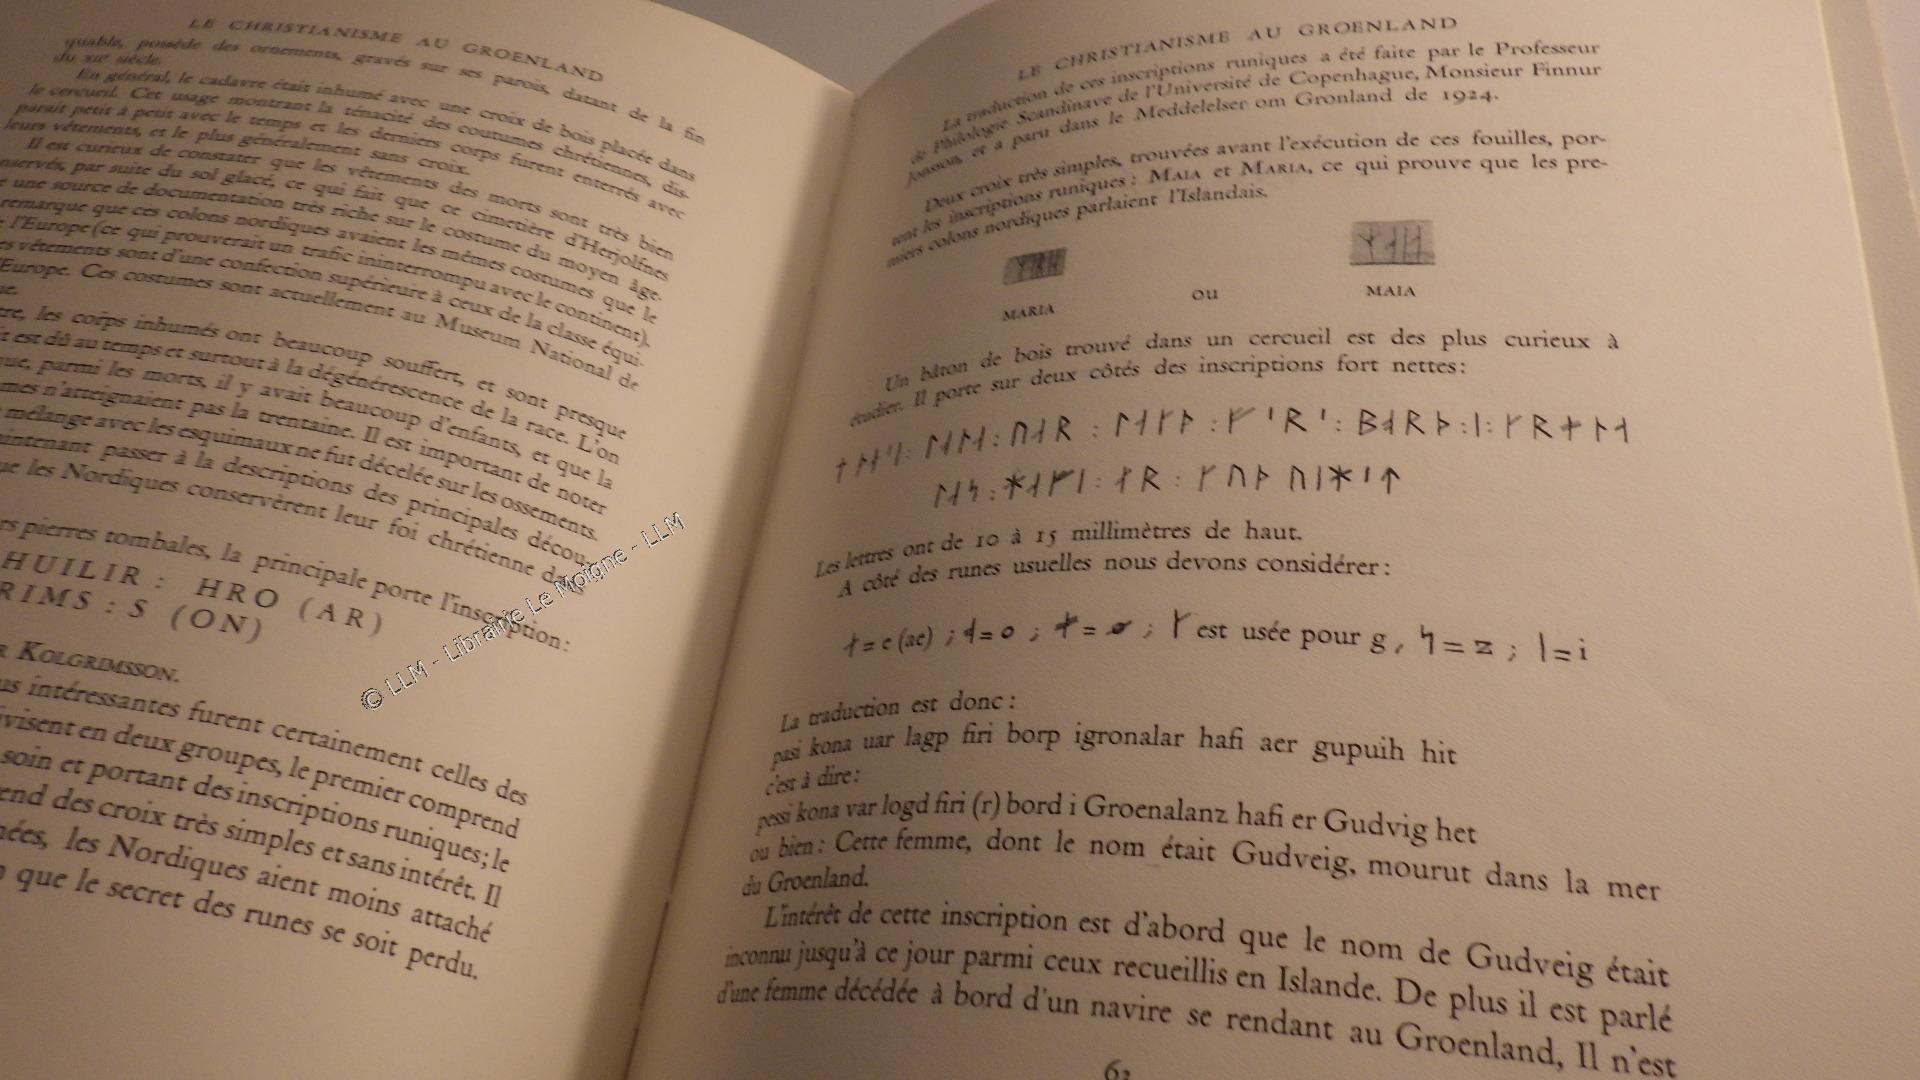 LE CHRISTIANISME AU GROENLAND
quable, possède des ornements, gravés sur ses parois, datant de la fin
du XIIe siècle.
En général, le cadavre était inhumé avec une croix de bois placée dans
le cercueil. Cet usage montrant la ténacité des coutumes chrétiennes, dis-
paraît petit à petit avec le temps et les derniers corps furent enterrés avec
leurs vêtements, et le plus généralement sans croix.
Il est curieux de constater que les vêtements des morts sont très bien
nservés, par suite du sol glacé, ce qui fait que ce cimetière d'Herjolfnes
e une source de documentation très riche sur le costume du moyen âge.
remarque que ces colons nordiques avaient les mêmes costumes que le
e l'Europe (ce qui prouverait un trafic ininterrompu avec le continent),
es vêtements sont d'une confection supérieure à ceux de la classe équi-
'Europe. Ces costumes sont actuellement au Museum National de
ue.
re, les corps inhumés ont beaucoup souffert, et sont presque
it est dû au temps et surtout à la dégénérescence de la race. L'on
que, parmi les morts, il y avait beaucoup d'enfants, et que la
mes n'atteignaient pas la trentaine. Il est important de noter
mélange avec les esquimaux ne fut décelée sur les ossements.
aintenant passer à la descriptions des principales décou-
ue les Nordiques conservèrent leur foi chrétienne dans
rs pierres tombales, la principale porte l'inscription:
HUILIR : HRO (AR)
RIMS : S (ON)
R KOLGRIMSSON.
us intéressantes furent certainement celles des
ivisent en deux groupes, le premier comprend
soin et portant des inscriptions runiques; le
end des croix très simples et sans intérêt. Il
nées, les Nordiques aient moins attaché
n que le secret des runes se soit perdu.
© LLM - Librairie Le Moigne - LLM
LE CHRISTIANISME AU GROENLAND
La traduction de ces inscriptions runiques a été faite par le Professeur
de Philologie Scandinave de l'Université de Copenhague, Monsieur Finnur
Jonsson, et a paru dans le Meddelelser om Gronland de 1924.
Deux croix très simples, trouvées avant l'exécution de ces fouilles, por-
tent les inscriptions runiques: MAIA et MARIA, ce qui prouve que les pre-
miers colons nordiques parlaient l'Islandais.
MARIA ou MAIA
Un bâton de bois trouvé dans un cercueil est des plus curieux à
étudier. Il porte sur deux côtés des inscriptions fort nettes:
Les lettres ont de 10 à 15 millimètres de haut.
A côté des runes usuelles nous devons considérer:
= e (ae) ; = o ; = ø ; ᚴ est usée pour g, ᛋ = z ; ᛁ = i
La traduction est donc:
pasi kona uar lagp firi borp igronalar hafi aer gupuih hit
c'est à dire:
pessi kona var logd firi (r) bord i Groenalanz hafi er Gudvig het
ou bien: Cette femme, dont le nom était Gudveig, mourut dans la mer
du Groenland.
L'intérêt de cette inscription est d'abord que le nom de Gudveig était
inconnu jusqu'à ce jour parmi ceux recueillis en Islande. De plus il est parlé
d'une femme décédée à bord d'un navire se rendant au Groenland, Il n'est